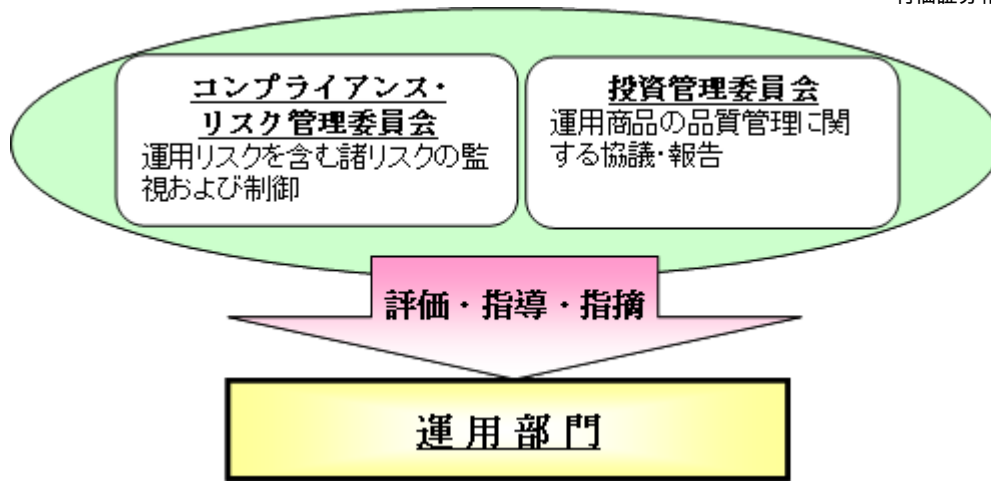 コンプライアンス・
リスク管理委員会
運用リスクを含む諸リスクの監
視および制御
投資管理委員会
運用商品の品質管理に関
する協議・報告
評価・指導・指摘
運用部門